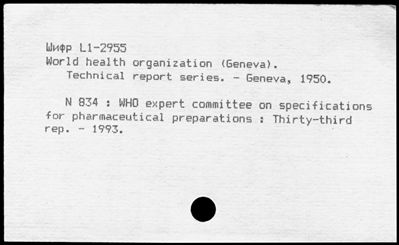 Шифр L1-2955
World health organization (Geneva).
Technical report series. - Geneva, 1950.
N 834 : WHO expert committee on specifications
for pharmaceutical preparations : Thirty-third
rep. - 1993.